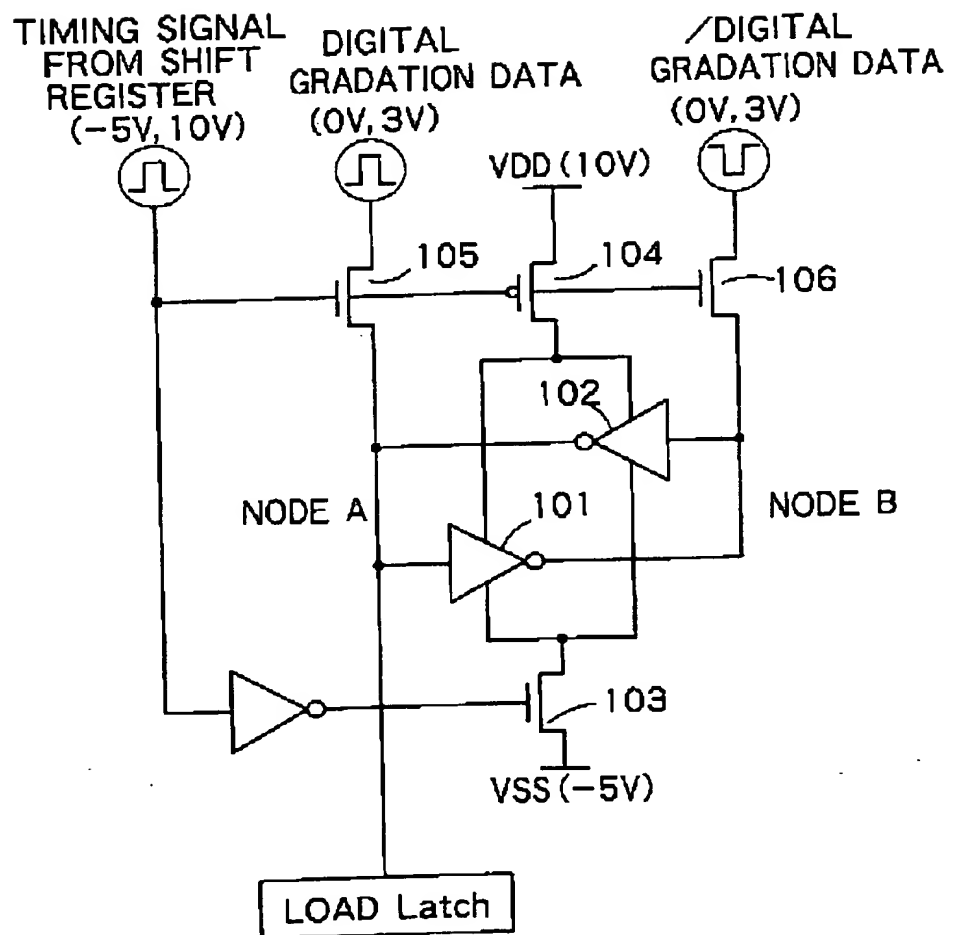 TIMING SIGNAL
FROM SHIFT
REGISTER
(-5V, 10V)
DIGITAL
GRADATION DATA
(0V, 3V)
/DIGITAL
GRADATION DATA
(0V, 3V)
VDD (10V)
105
104
106
102
NODE A
101
NODE B
103
VSS (-5V)
LOAD Latch